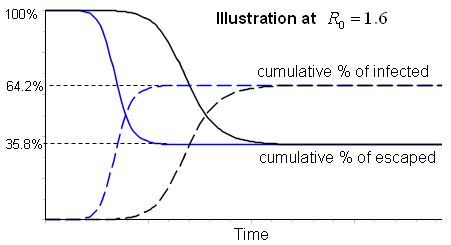 100%
Illustration at R₀ = 1.6
cumulative % of infected
64.2%
35.8%
cumulative % of escaped
Time